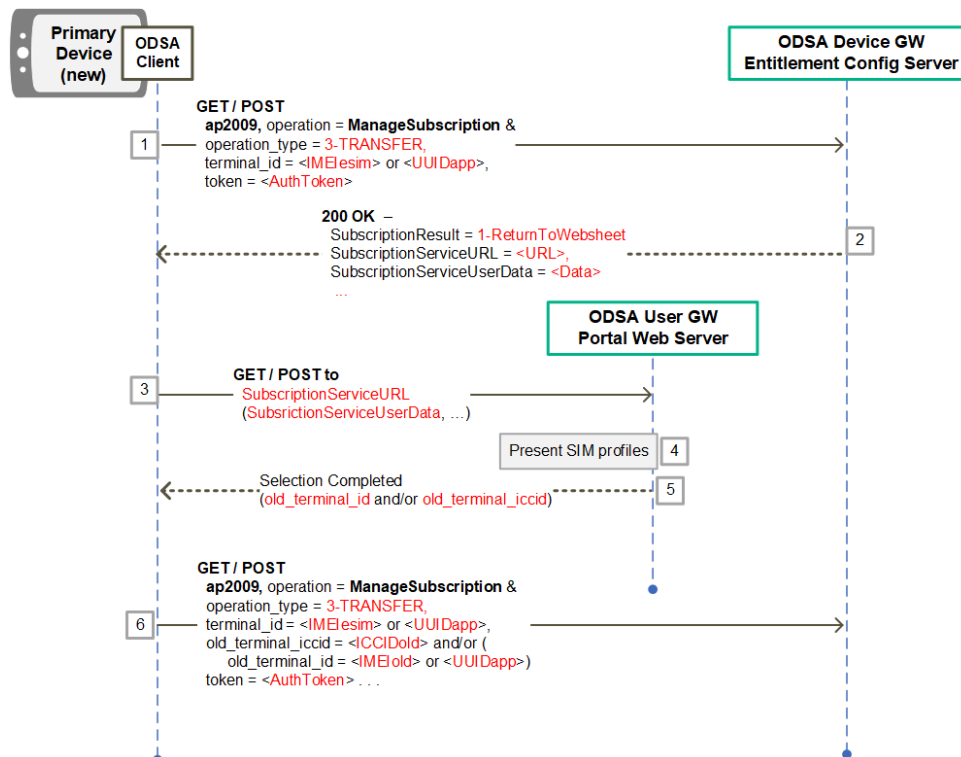 Primary
Device
(new)
ODSA
Client
ODSA Device GW
Entitlement Config Server
GET / POST
ap2009, operation = ManageSubscription &
operation_type = 3-TRANSFER,
terminal_id = <IMEIesim> or <UUIDapp>,
token = <AuthToken>
1
200 OK –
SubscriptionResult = 1-ReturnToWebsheet
SubscriptionServiceURL = <URL>,
SubscriptionServiceUserData = <Data>
...
2
ODSA User GW
Portal Web Server
3
GET / POST to
SubscriptionServiceURL
(SubsrictionServiceUserData, ...)
Present SIM profiles
4
Selection Completed
(old_terminal_id and/or old_terminal_iccid)
5
GET / POST
ap2009, operation = ManageSubscription &
operation_type = 3-TRANSFER,
terminal_id = <IMEIesim> or <UUIDapp>,
old_terminal_iccid = <ICCIDold> and/or (
old_terminal_id = <IMEIold> or <UUIDapp>)
token = <AuthToken> . . .
6